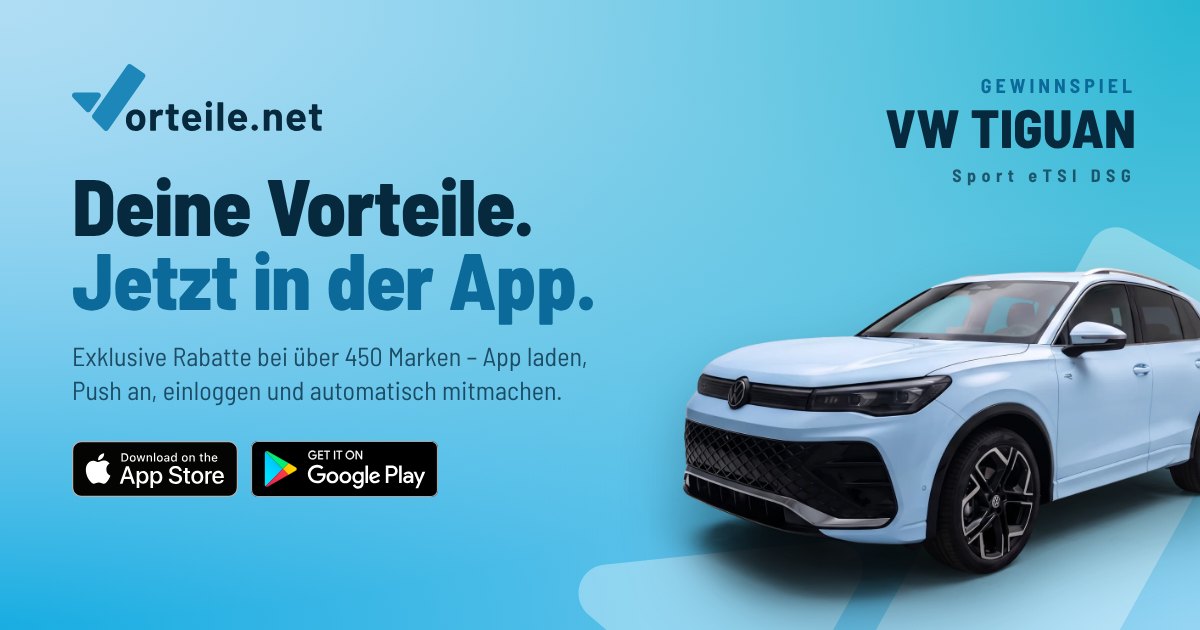 Vorteile.net
GEWINNSPIEL
VW TIGUAN
Sport eTSI DSG
Deine Vorteile.
Jetzt in der App.
Exklusive Rabatte bei über 450 Marken – App laden,
Push an, einloggen und automatisch mitmachen.
Download on the
App Store
GET IT ON
Google Play